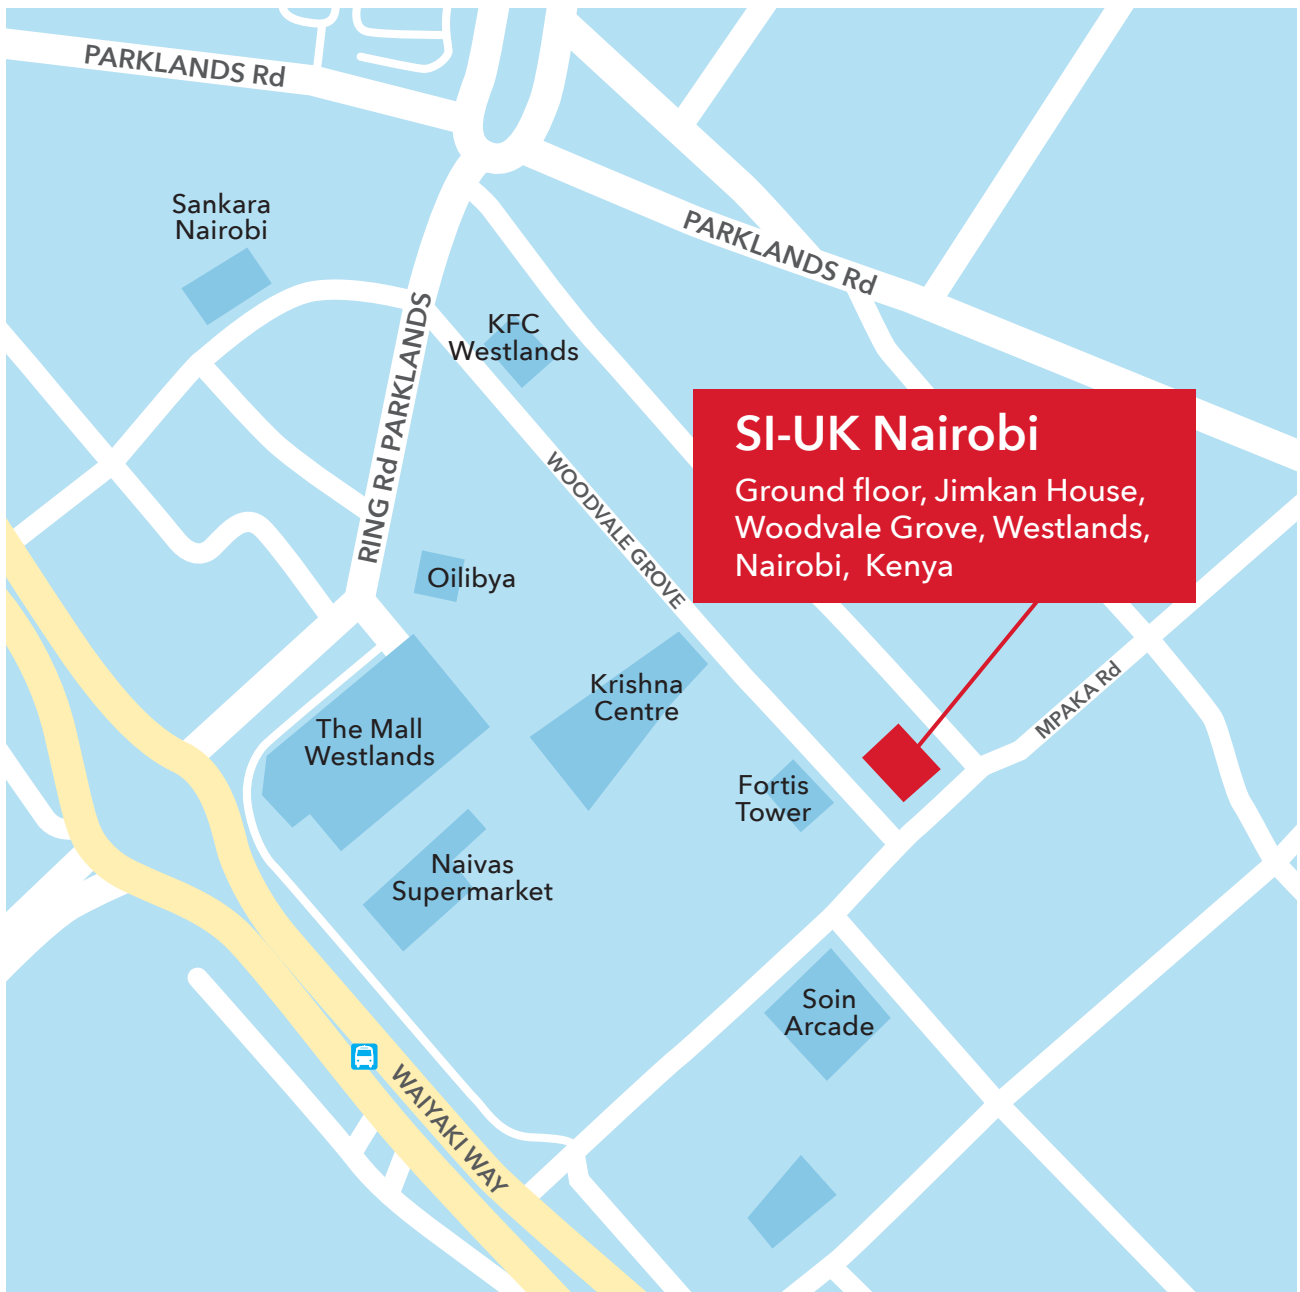 PARKLANDS Rd
Sankara
Nairobi
PARKLANDS Rd
KFC
Westlands
RING Rd PARKLANDS
SI-UK Nairobi
Ground floor, Jimkan House,
Woodvale Grove, Westlands,
Nairobi, Kenya
WOODVALE GROVE
Oilibya
Krishna
Centre
MPAKA Rd
The Mall
Westlands
Fortis
Tower
Naivas
Supermarket
Soin
Arcade
WAIYAKI WAY